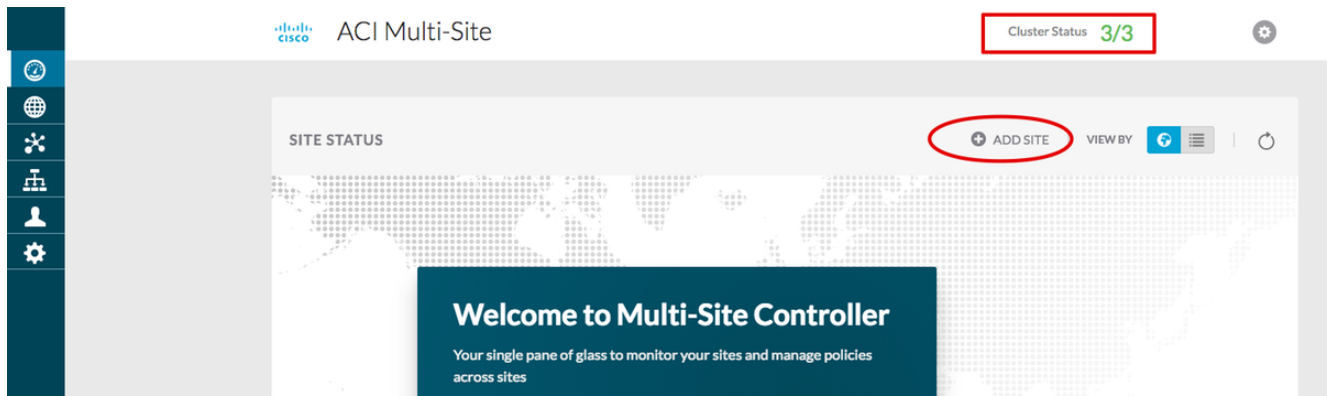 cisco ACI Multi-Site
Cluster Status 3/3
SITE STATUS
ADD SITE
VIEW BY
Welcome to Multi-Site Controller
Your single pane of glass to monitor your sites and manage policies
across sites